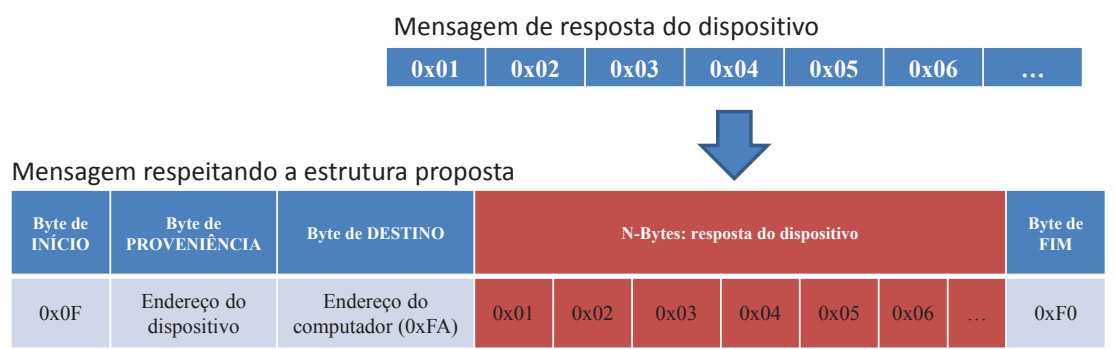 Mensagem de resposta do dispositivo
0x01 0x02 0x03 0x04 0x05 0x06 ...
Mensagem respeitando a estrutura proposta
Byte de INÍCIO Byte de PROVENIÊNCIA Byte de DESTINO N-Bytes: resposta do dispositivo Byte de FIM
0x0F Endereço do dispositivo Endereço do computador (0xFA) 0x01 0x02 0x03 0x04 0x05 0x06 ... 0xF0